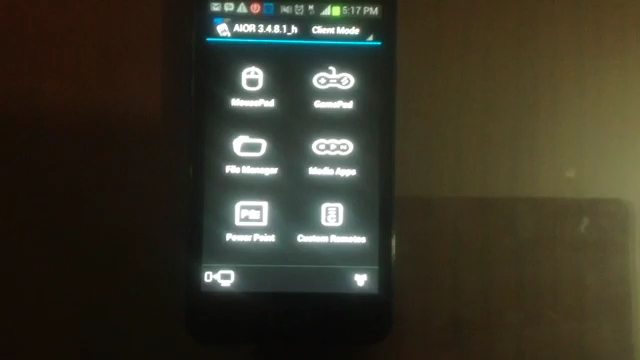 5:17 PM
AIOR 3.4.8.1_h Client Mode
MousePad GamePad
File Manager Media Apps
Power Point Custom Remotes